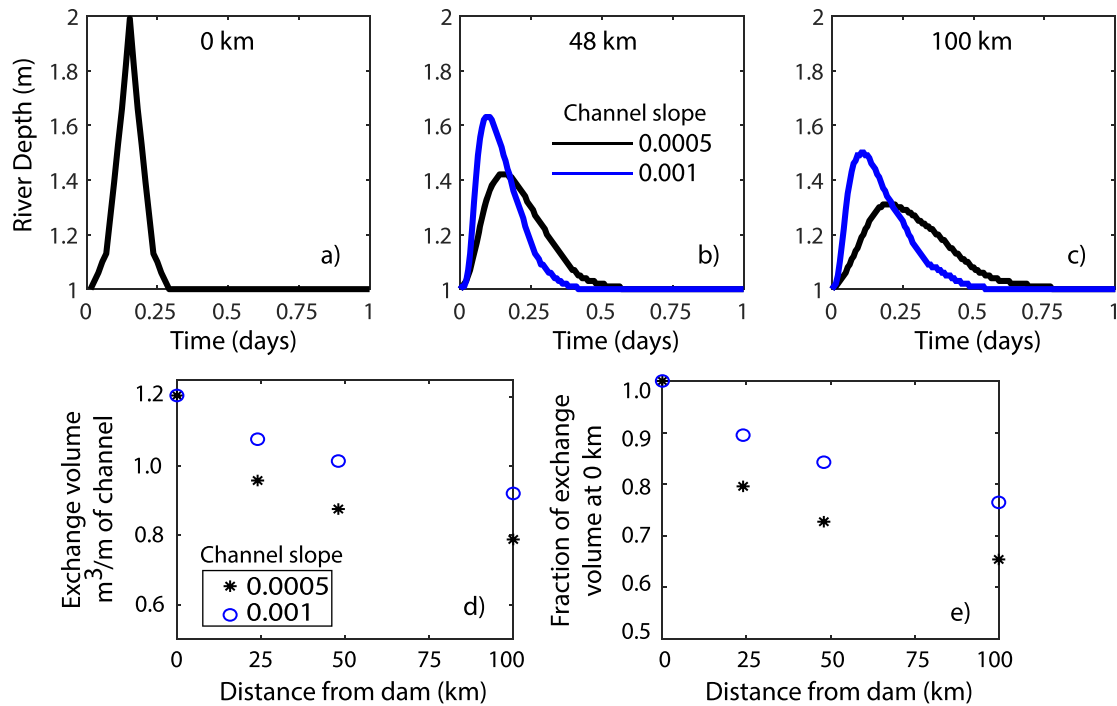 0 km
2
1.8
1.6
1.4
1.2
1
River Depth (m)
a)
0
0.25
0.5
0.75
1
Time (days)
48 km
2
1.8
1.6
1.4
1.2
1
Channel slope
0.0005
0.001
b)
0
0.25
0.5
0.75
1
Time (days)
100 km
2
1.8
1.6
1.4
1.2
1
c)
0
0.25
0.5
0.75
1
Time (days)
1.2
1.0
0.8
0.6
Exchange volume
m³/m of channel
Channel slope
0.0005
0.001
d)
0
25
50
75
100
Distance from dam (km)
1.0
0.9
0.8
0.7
0.6
0.5
Fraction of exchange
volume at 0 km
e)
0
25
50
75
100
Distance from dam (km)